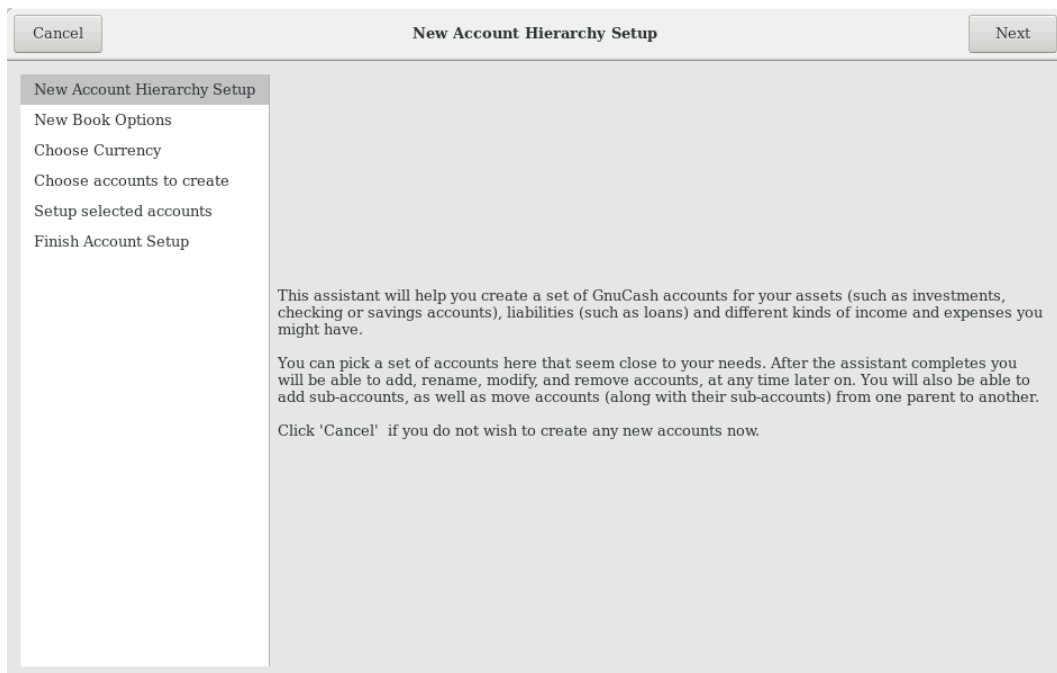 Cancel
New Account Hierarchy Setup
Next
New Account Hierarchy Setup
New Book Options
Choose Currency
Choose accounts to create
Setup selected accounts
Finish Account Setup
This assistant will help you create a set of GnuCash accounts for your assets (such as investments,
checking or savings accounts), liabilities (such as loans) and different kinds of income and expenses you
might have.
You can pick a set of accounts here that seem close to your needs. After the assistant completes you
will be able to add, rename, modify, and remove accounts, at any time later on. You will also be able to
add sub-accounts, as well as move accounts (along with their sub-accounts) from one parent to another.
Click 'Cancel'  if you do not wish to create any new accounts now.